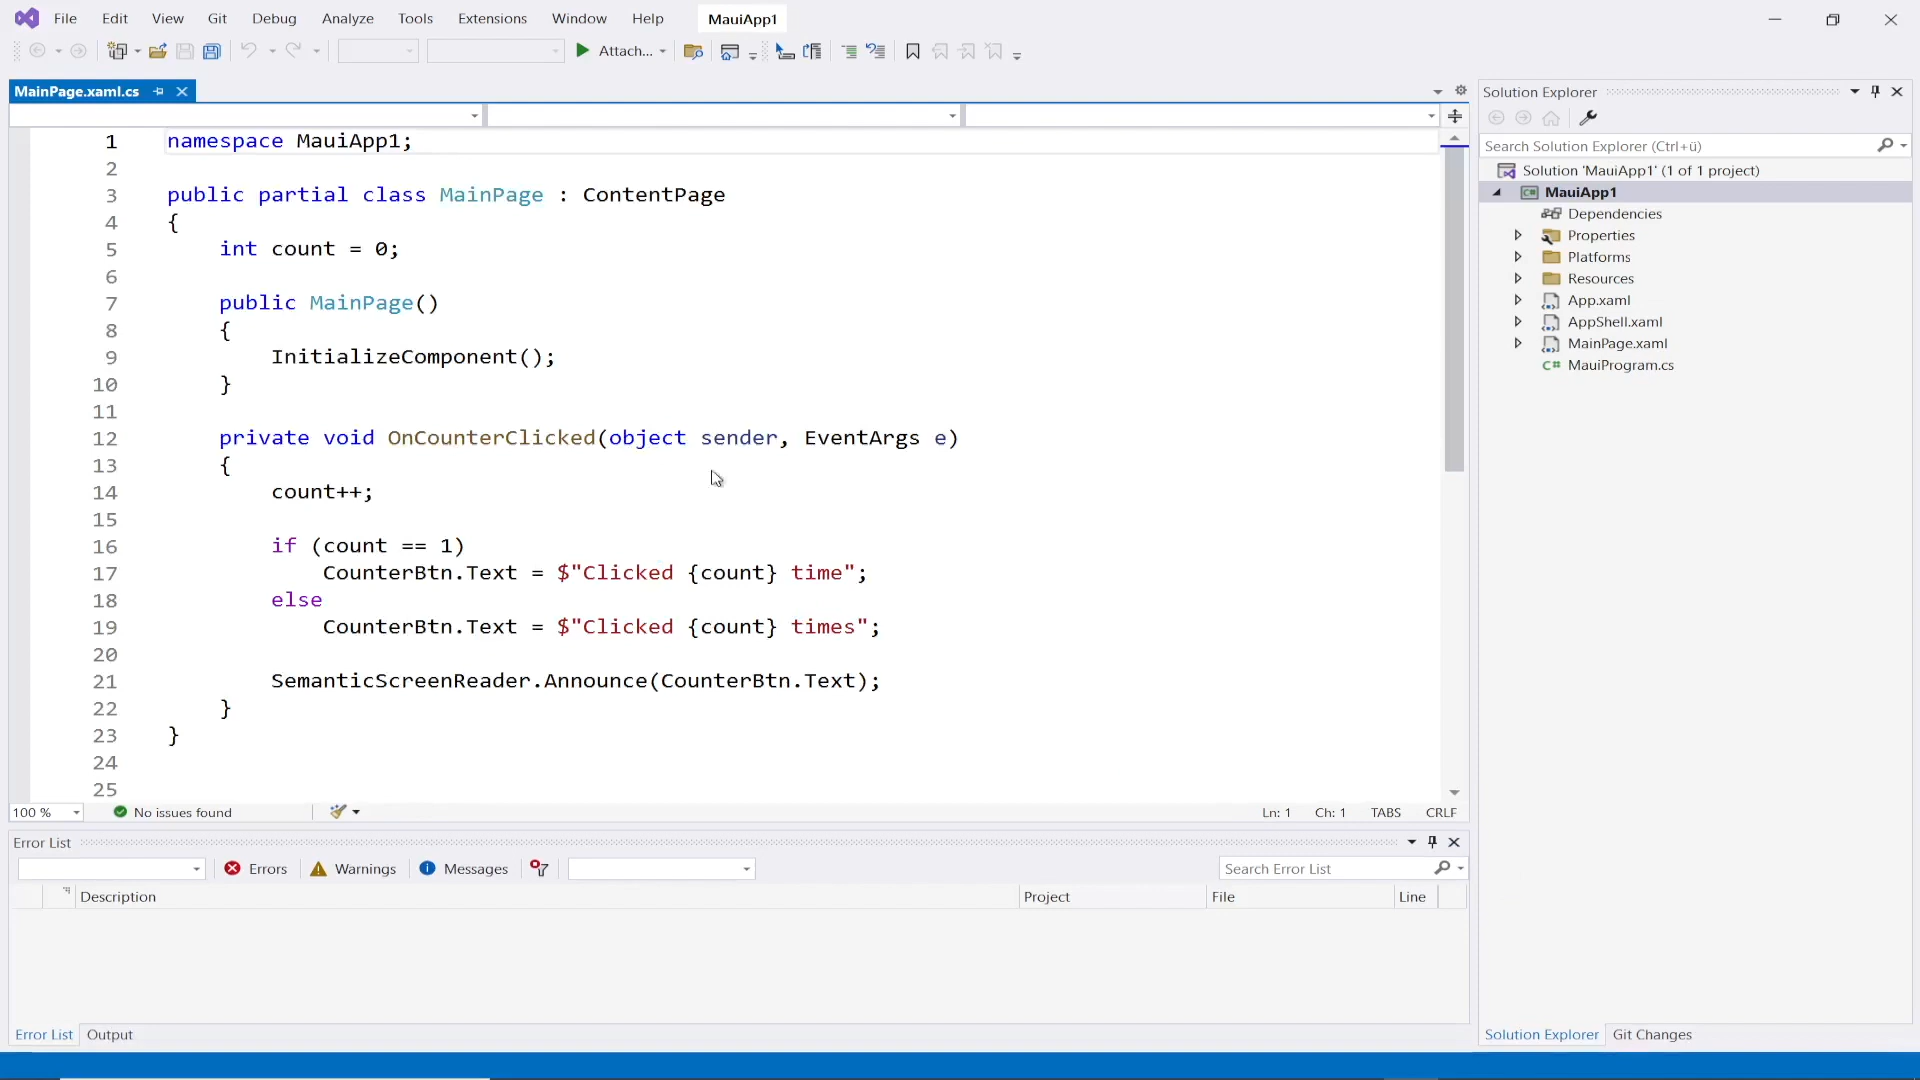 File Edit View Git Debug Tools Extensions Window Help MauiApp1
Attach...
MainPage.xaml.cs
1 namespace MauiApp1;
2
3 public partial class MainPage : ContentPage
4 {
5 int count = 0;
6
7 public MainPage()
8 {
9 InitializeComponent();
10 }
11
12 private void OnCounterClicked(object sender, EventArgs e)
13 {
14 count++;
15
16 if (count == 1)
17 CounterBtn.Text = $"Clicked {count} time";
18 else
19 CounterBtn.Text = $"Clicked {count} times";
20
21 SemanticScreenReader.Announce(CounterBtn.Text);
22 }
23 }
24
25
100 % No issues found Ln: 1 Ch: 1 TABS CRLF
Error List
Errors Warnings Messages Search Error List
Description Project File Line
Error List Output
Solution Explorer
Search Solution Explorer (Ctrl+ü)
Solution 'MauiApp1' (1 of 1 project)
C# MauiApp1
Dependencies
Properties
Platforms
Resources
App.xaml
AppShell.xaml
MainPage.xaml
C# MauiProgram.cs
Solution Explorer Git Changes